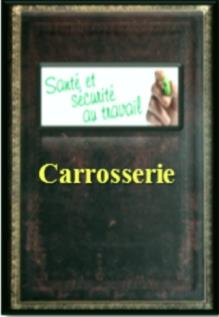 Santé et
sécurité
au travail
Carrosserie